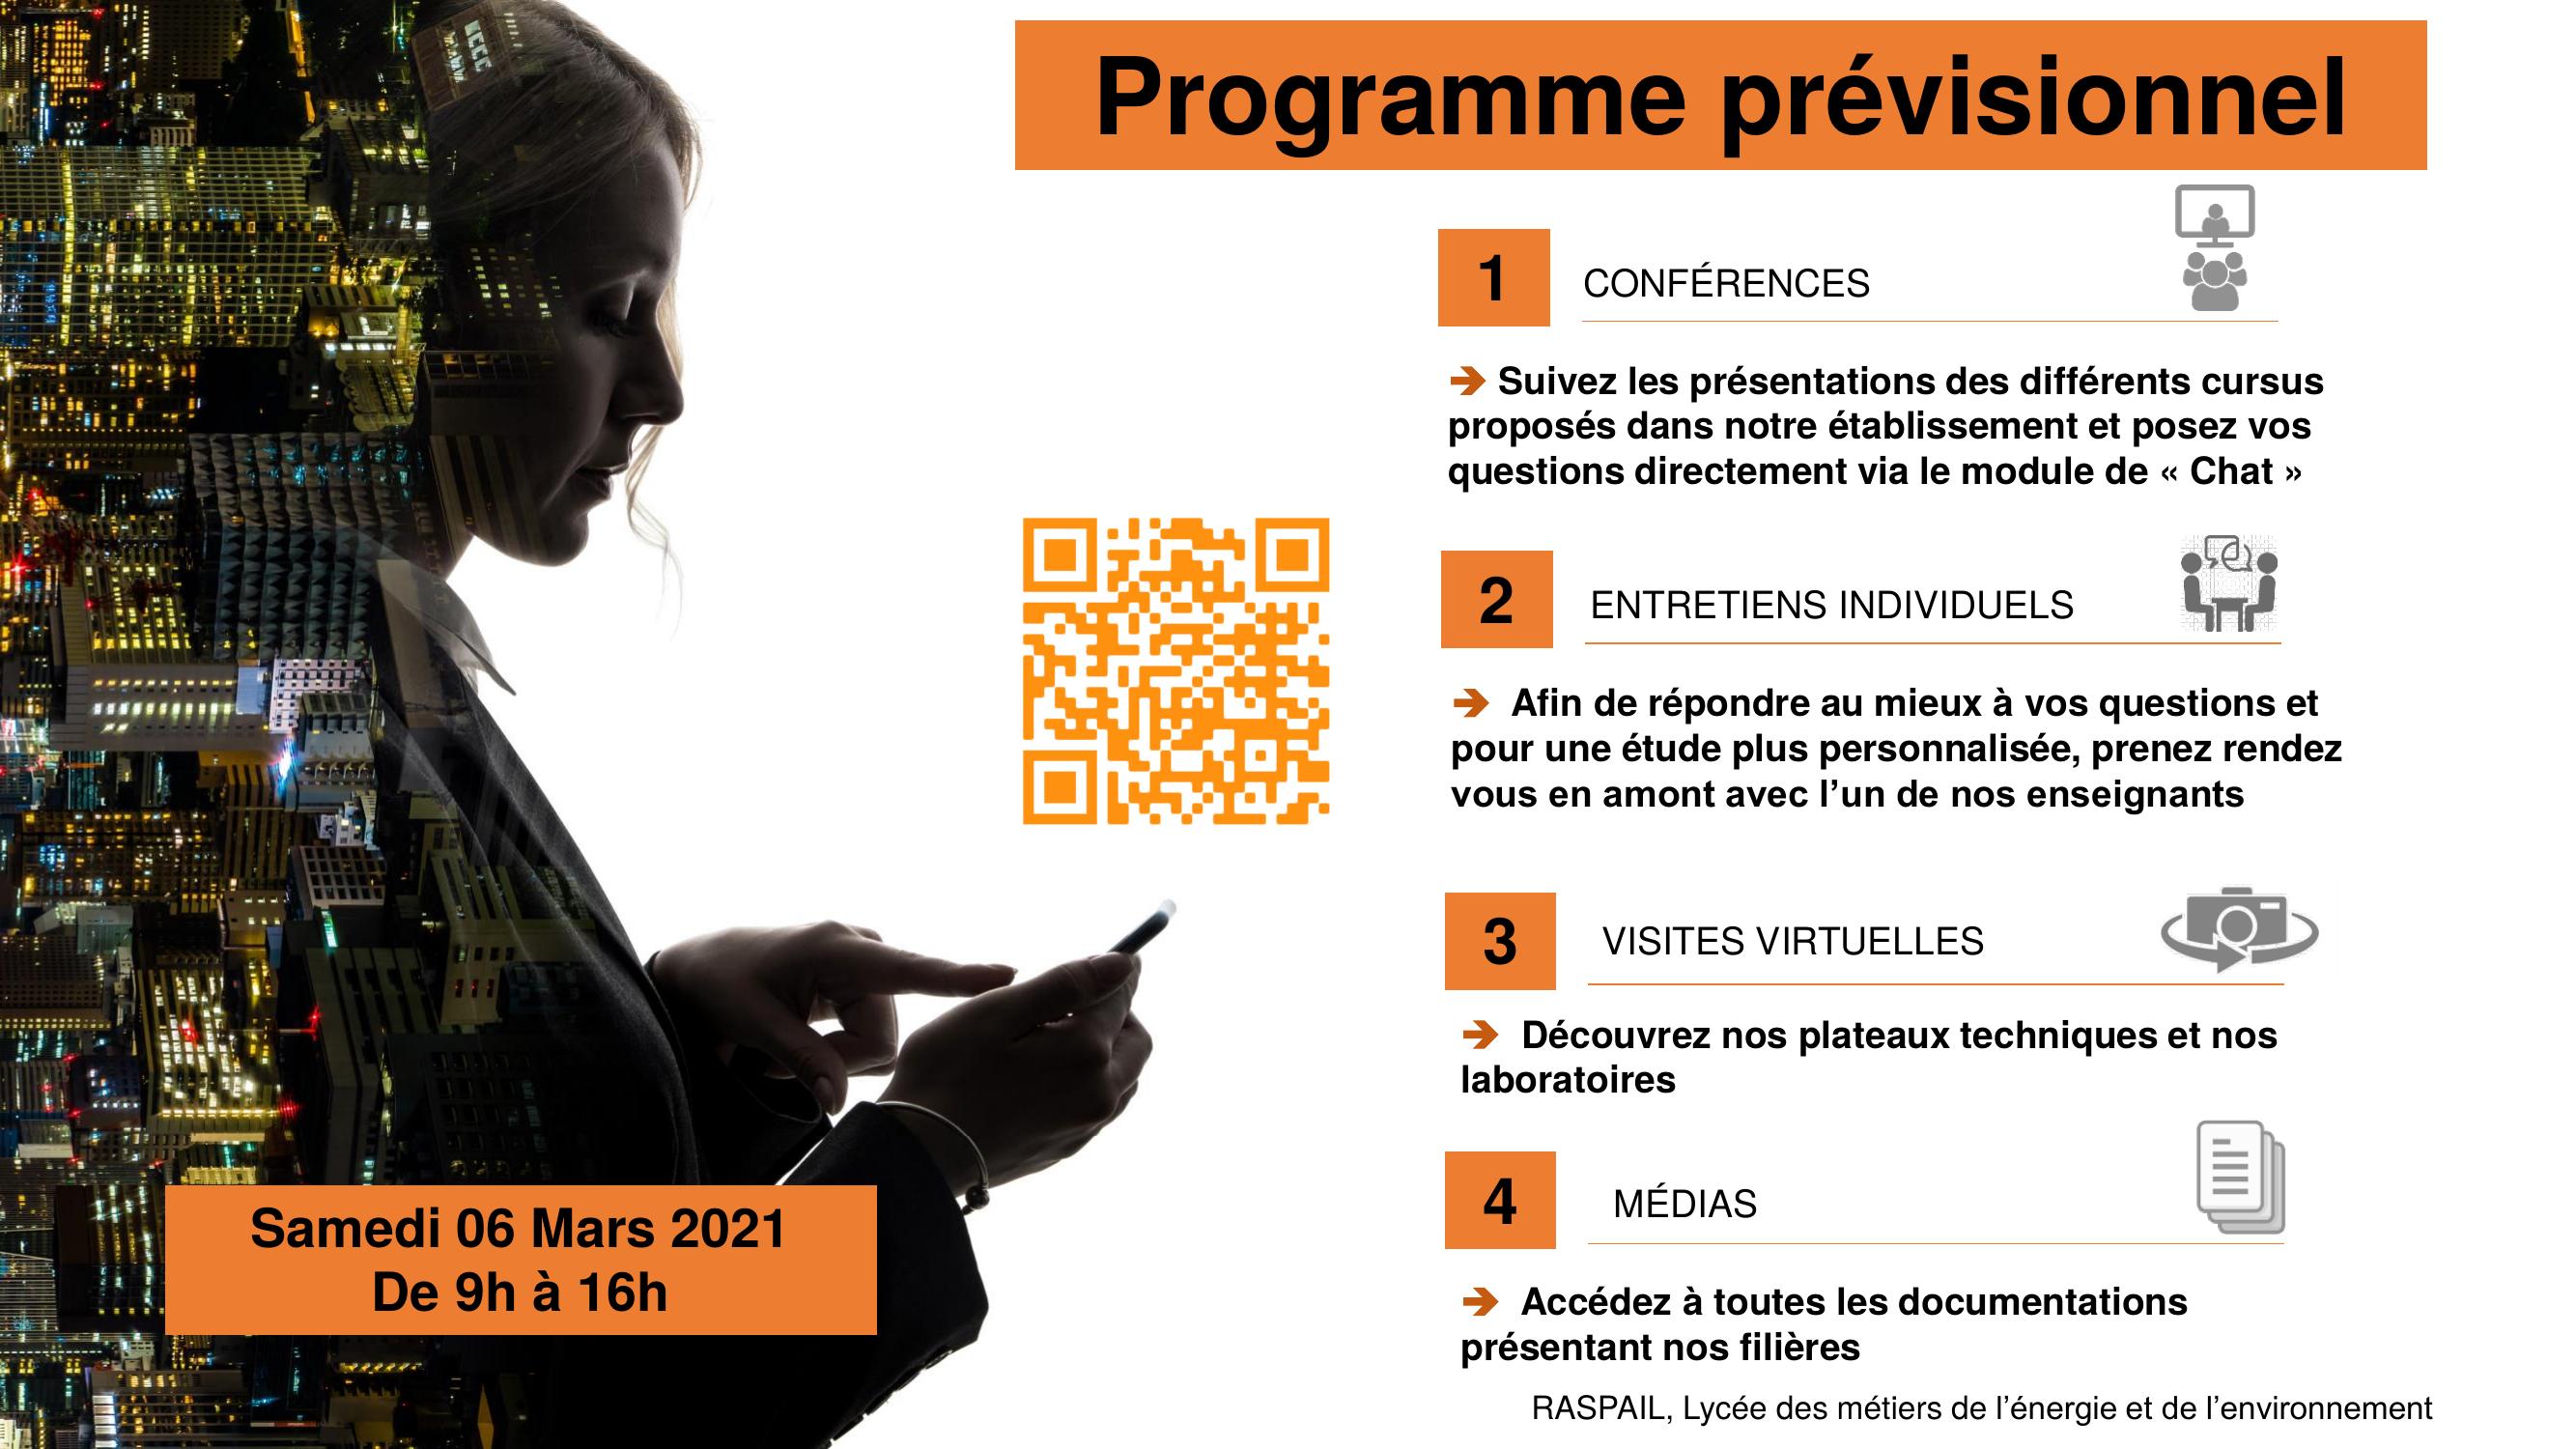 Programme prévisionnel
1 CONFÉRENCES
➔ Suivez les présentations des différents cursus
proposés dans notre établissement et posez vos
questions directement via le module de « Chat »
2 ENTRETIENS INDIVIDUELS
➔ Afin de répondre au mieux à vos questions et
pour une étude plus personnalisée, prenez rendez
vous en amont avec l’un de nos enseignants
3 VISITES VIRTUELLES
➔ Découvrez nos plateaux techniques et nos
laboratoires
4 MÉDIAS
➔ Accédez à toutes les documentations
présentant nos filières
Samedi 06 Mars 2021
De 9h à 16h
RASPAIL, Lycée des métiers de l’énergie et de l’environnement